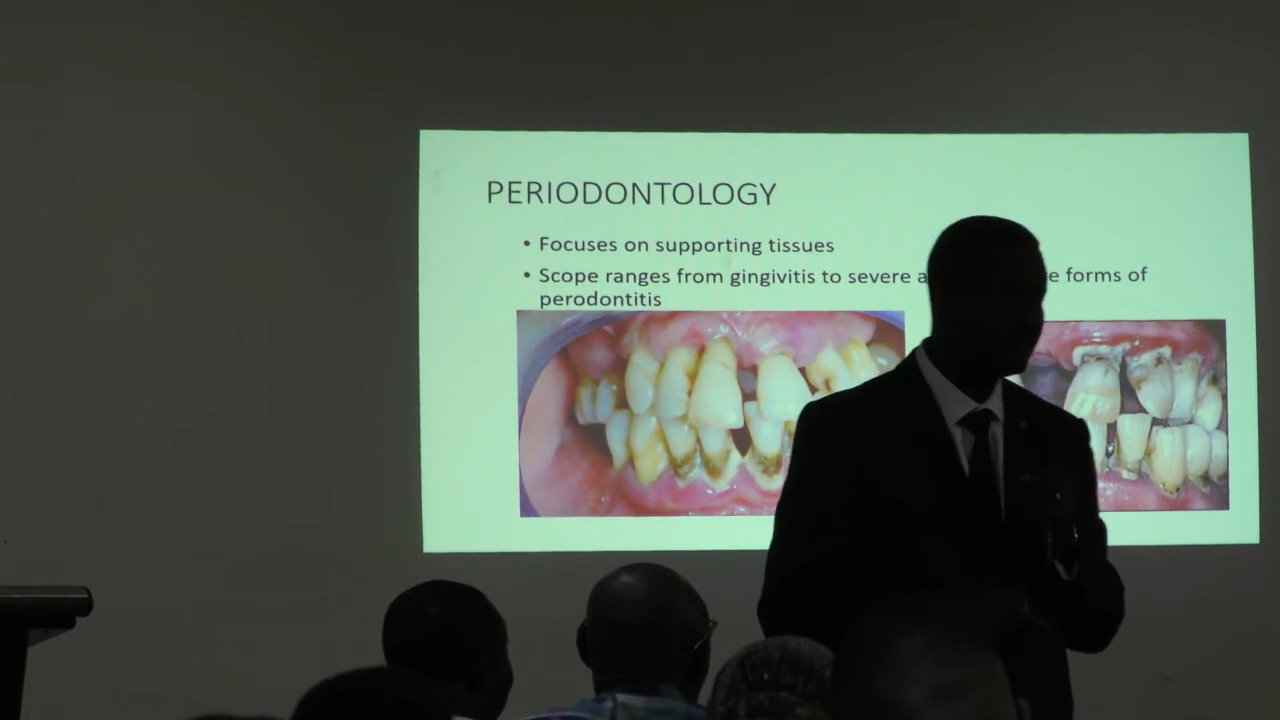 PERIODONTOLOGY
• Focuses on supporting tissues
• Scope ranges from gingivitis to severe a e forms of
perodontitis